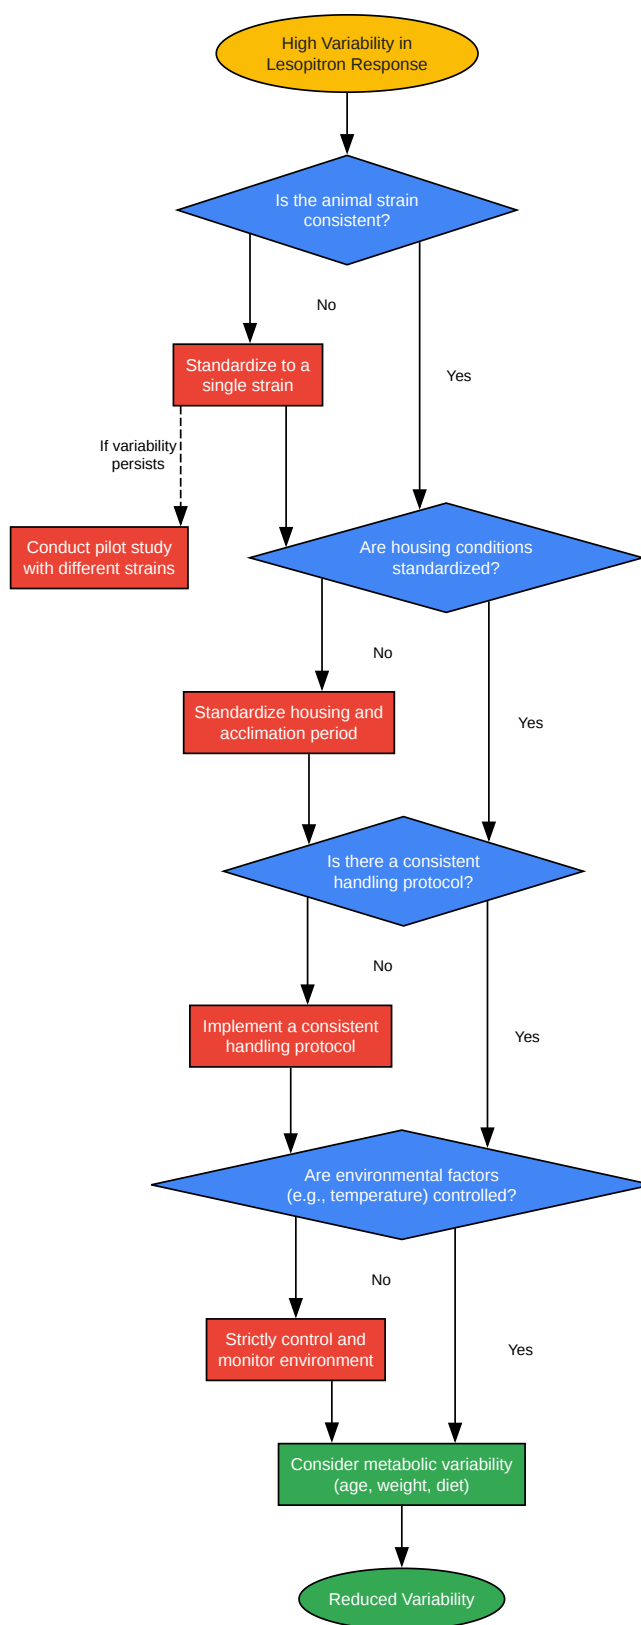 High Variability in
Lesopitron Response
Is the animal strain
consistent?
No
Standardize to a
single strain
Yes
If variability
persists
Conduct pilot study
with different strains
Are housing conditions
standardized?
No
Standardize housing and
acclimation period
Yes
Is there a consistent
handling protocol?
No
Implement a consistent
handling protocol
Yes
Are environmental factors
(e.g., temperature) controlled?
No
Strictly control and
monitor environment
Yes
Consider metabolic variability
(age, weight, diet)
Reduced Variability